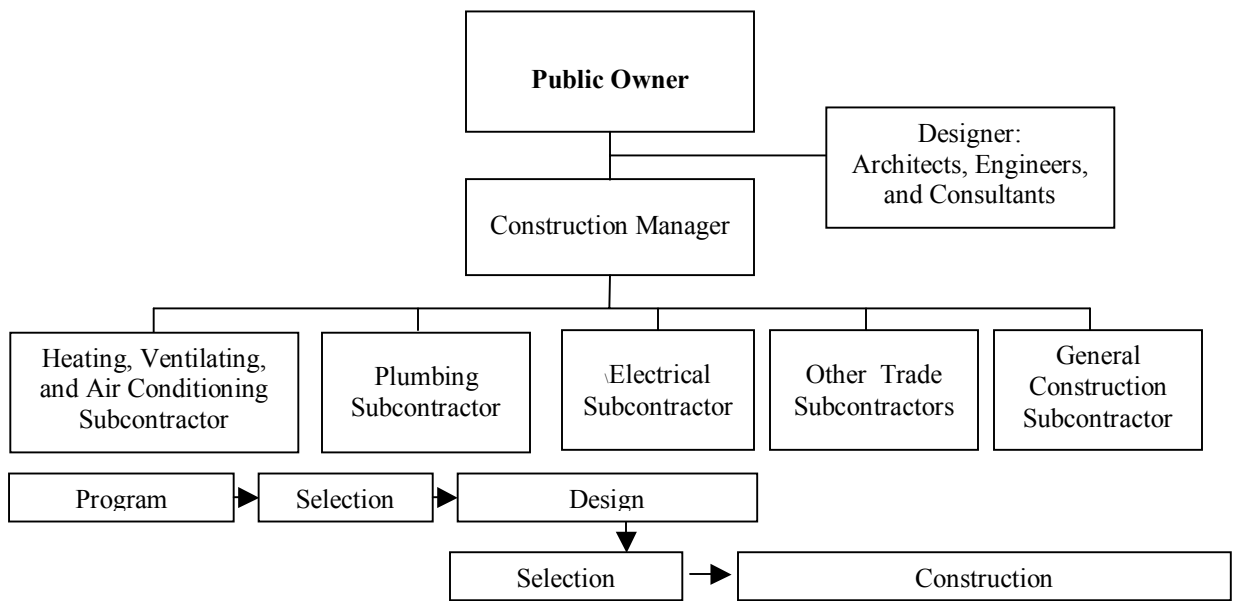 Public Owner
Designer:
Architects, Engineers,
and Consultants
Construction Manager
Heating, Ventilating,
and Air Conditioning
Subcontractor
Plumbing
Subcontractor
\Electrical
Subcontractor
Other Trade
Subcontractors
General
Construction
Subcontractor
Program
Selection
Design
Selection
Construction